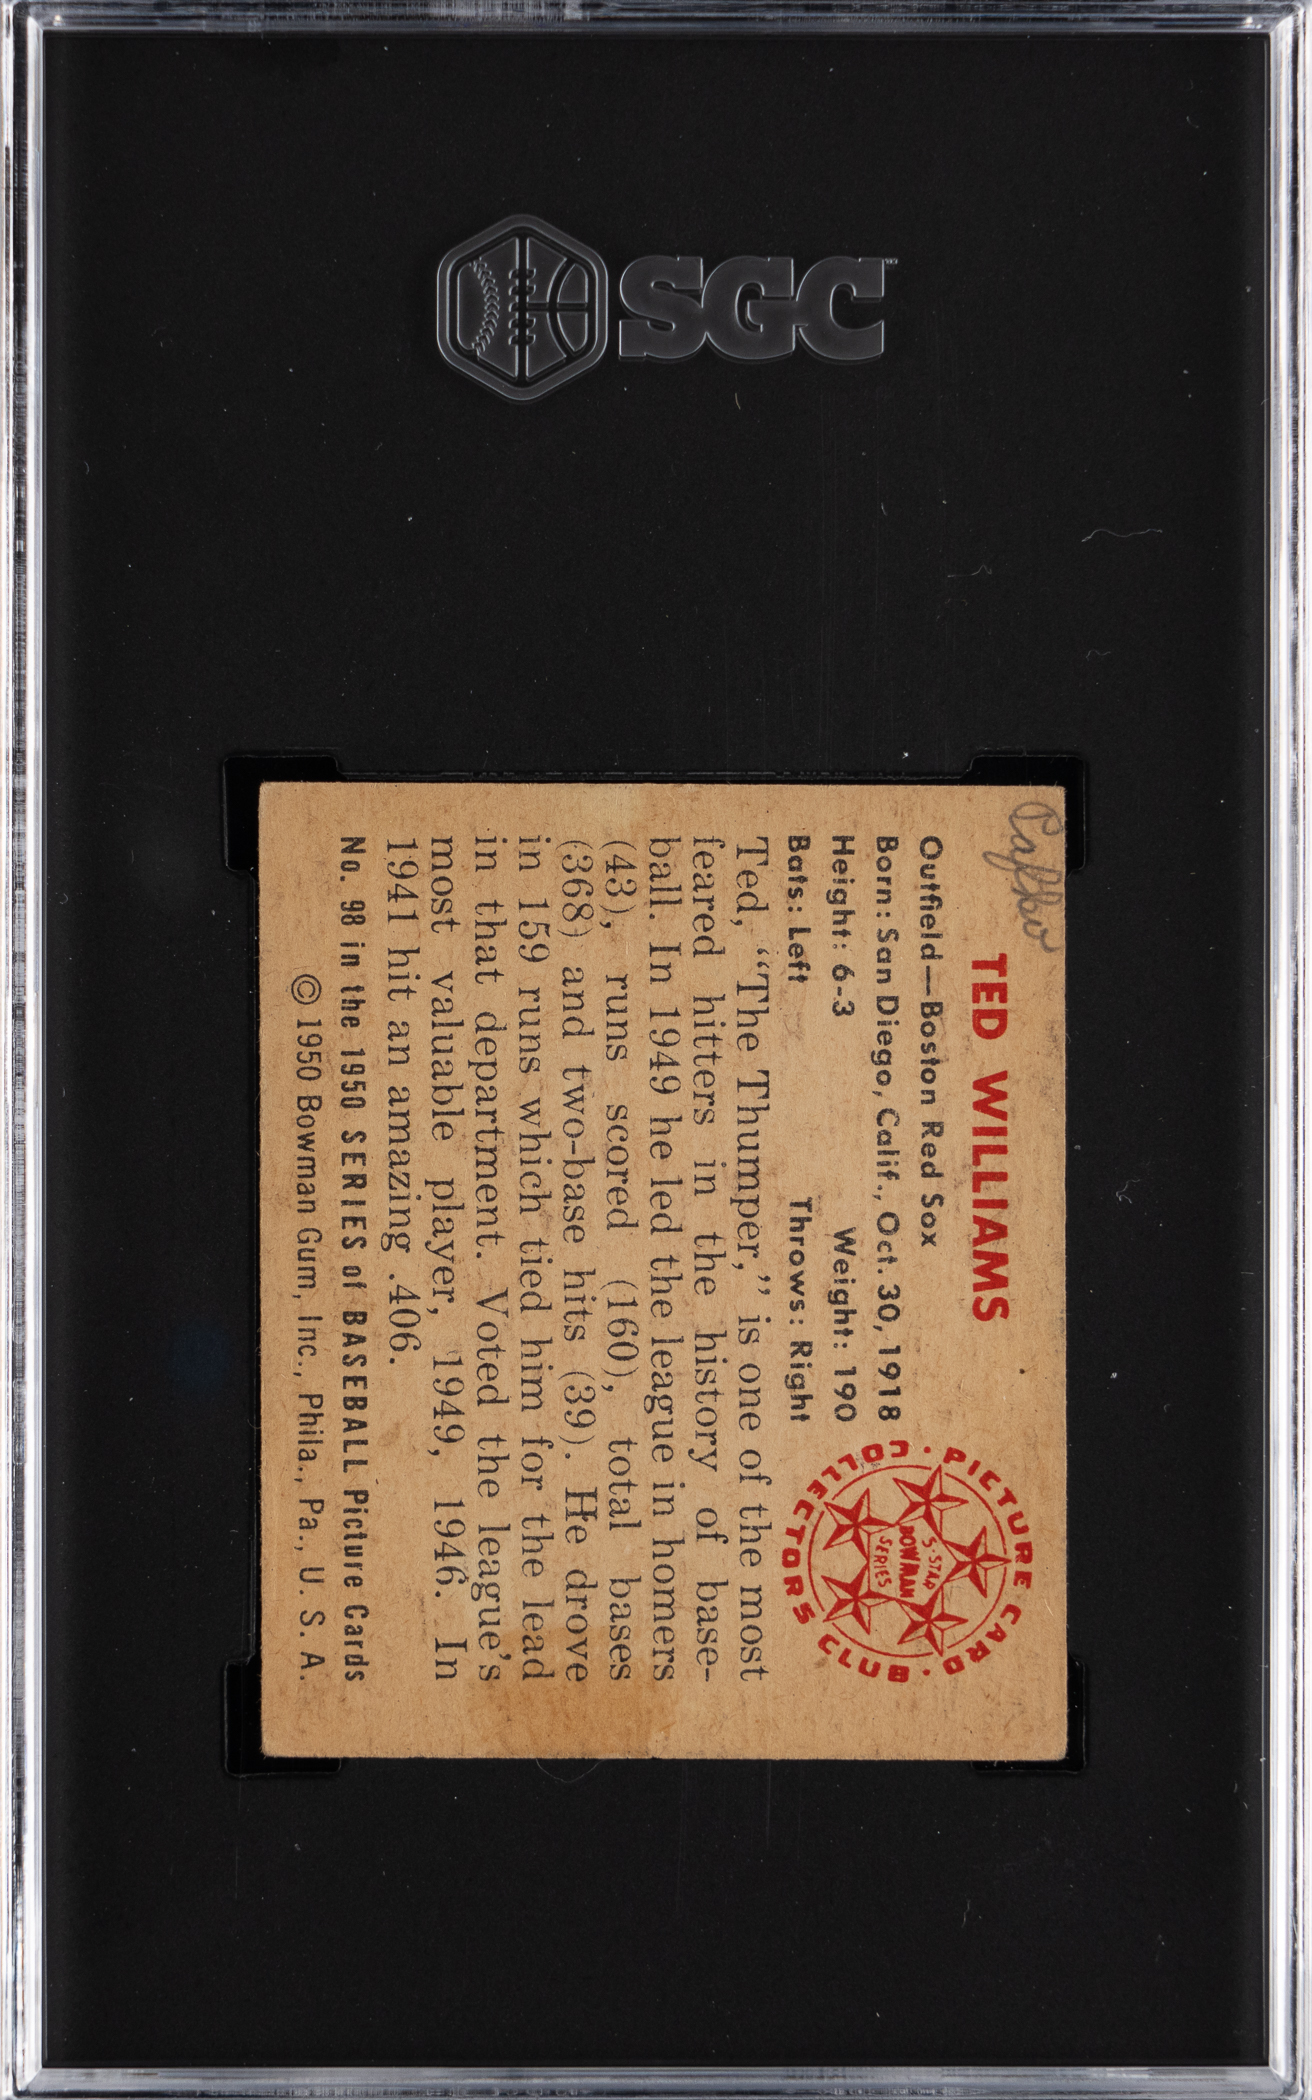 SGC
TED WILLIAMS
Outfield—Boston Red Sox
Born: San Diego, Calif., Oct. 30, 1918
Height: 6-3 Weight: 190
Bats: Left Throws: Right
PICTURE CARD · COLLECTORS CLUB ·
5-STAR
BOWMAN
SERIES
Ted, “The Thumper,” is one of the most
feared hitters in the history of base-
ball. In 1949 he led the league in homers
(43), runs scored (160), total bases
(368) and two-base hits (39). He drove
in 159 runs which tied him for the lead
in that department. Voted the league's
most valuable player, 1949, 1946. In
1941 hit an amazing .406.
No. 98 in the 1950 SERIES of BASEBALL Picture Cards
© 1950 Bowman Gum, Inc., Phila., Pa., U. S. A.